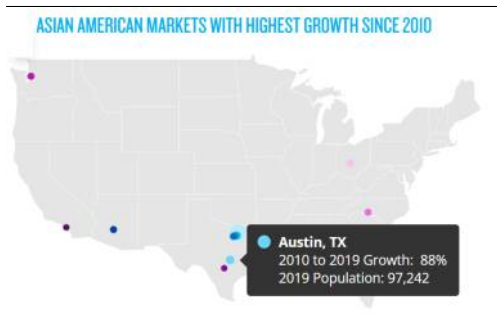 ASIAN AMERICAN MARKETS WITH HIGHEST GROWTH SINCE 2010
Austin, TX
2010 to 2019 Growth: 88%
2019 Population: 97,242